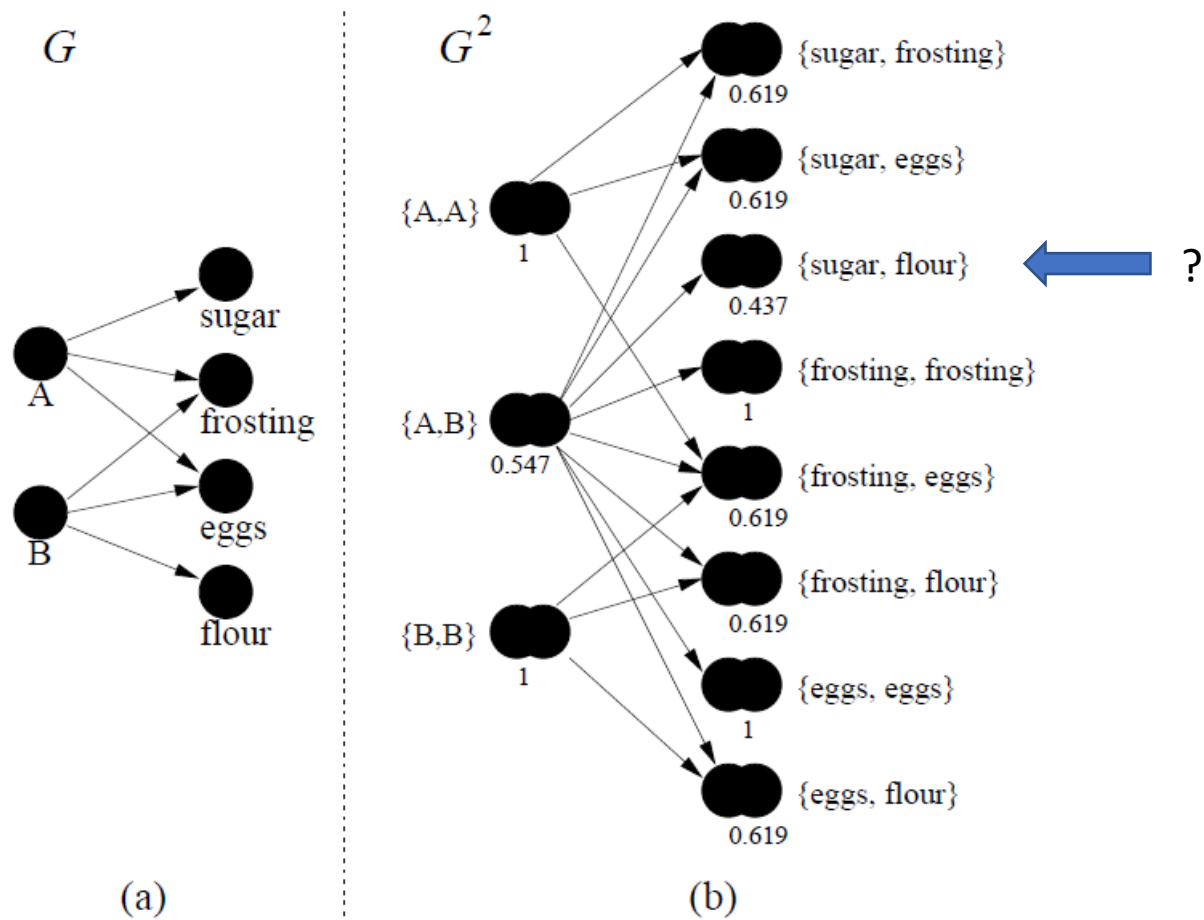 G
A
B
sugar
frosting
eggs
flour
(a)
G²
{A,A}
1
{A,B}
0.547
{B,B}
1
{sugar, frosting}
0.619
{sugar, eggs}
0.619
{sugar, flour}
0.437
?
{frosting, frosting}
1
{frosting, eggs}
0.619
{frosting, flour}
0.619
{eggs, eggs}
1
{eggs, flour}
0.619
(b)